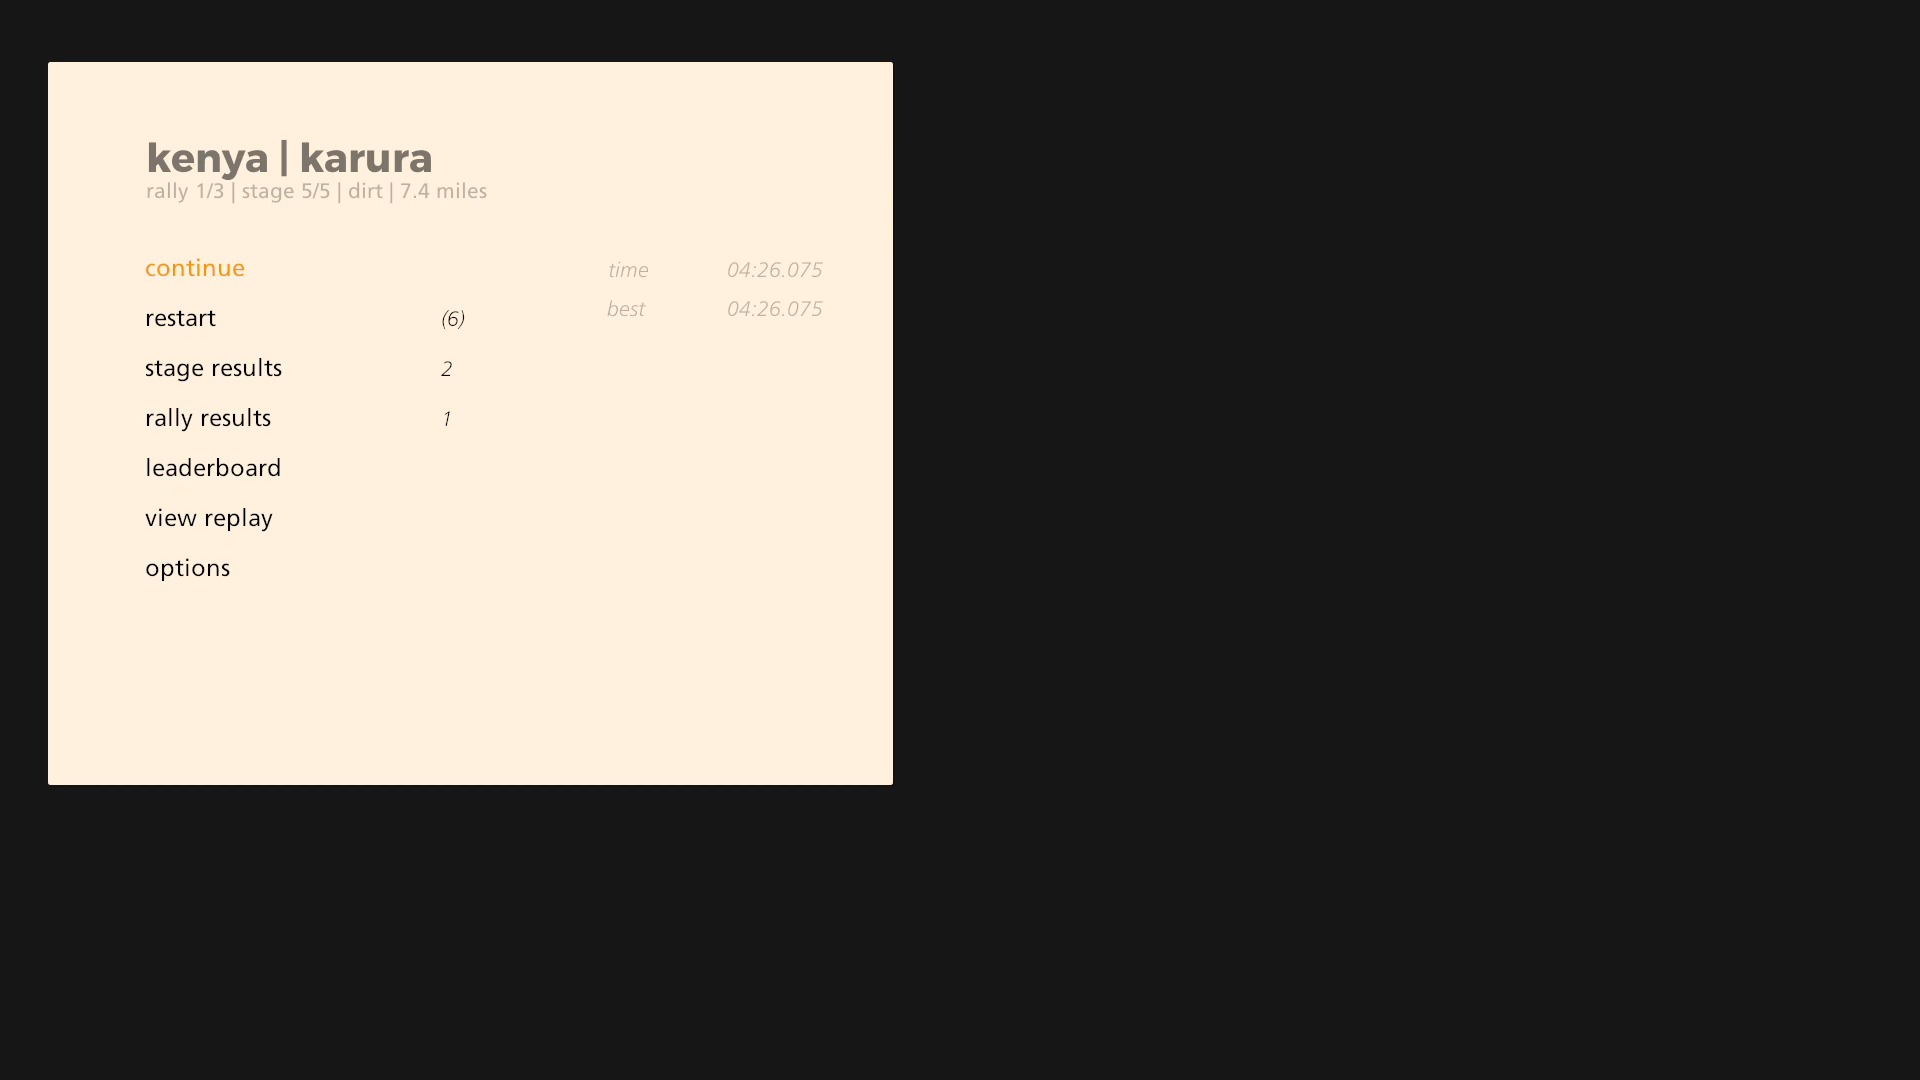 kenya | karura
rally 1/3 | stage 5/5 | dirt | 7.4 miles
continue
time 04:26.075
best 04:26.075
restart (6)
stage results 2
rally results 1
leaderboard
view replay
options